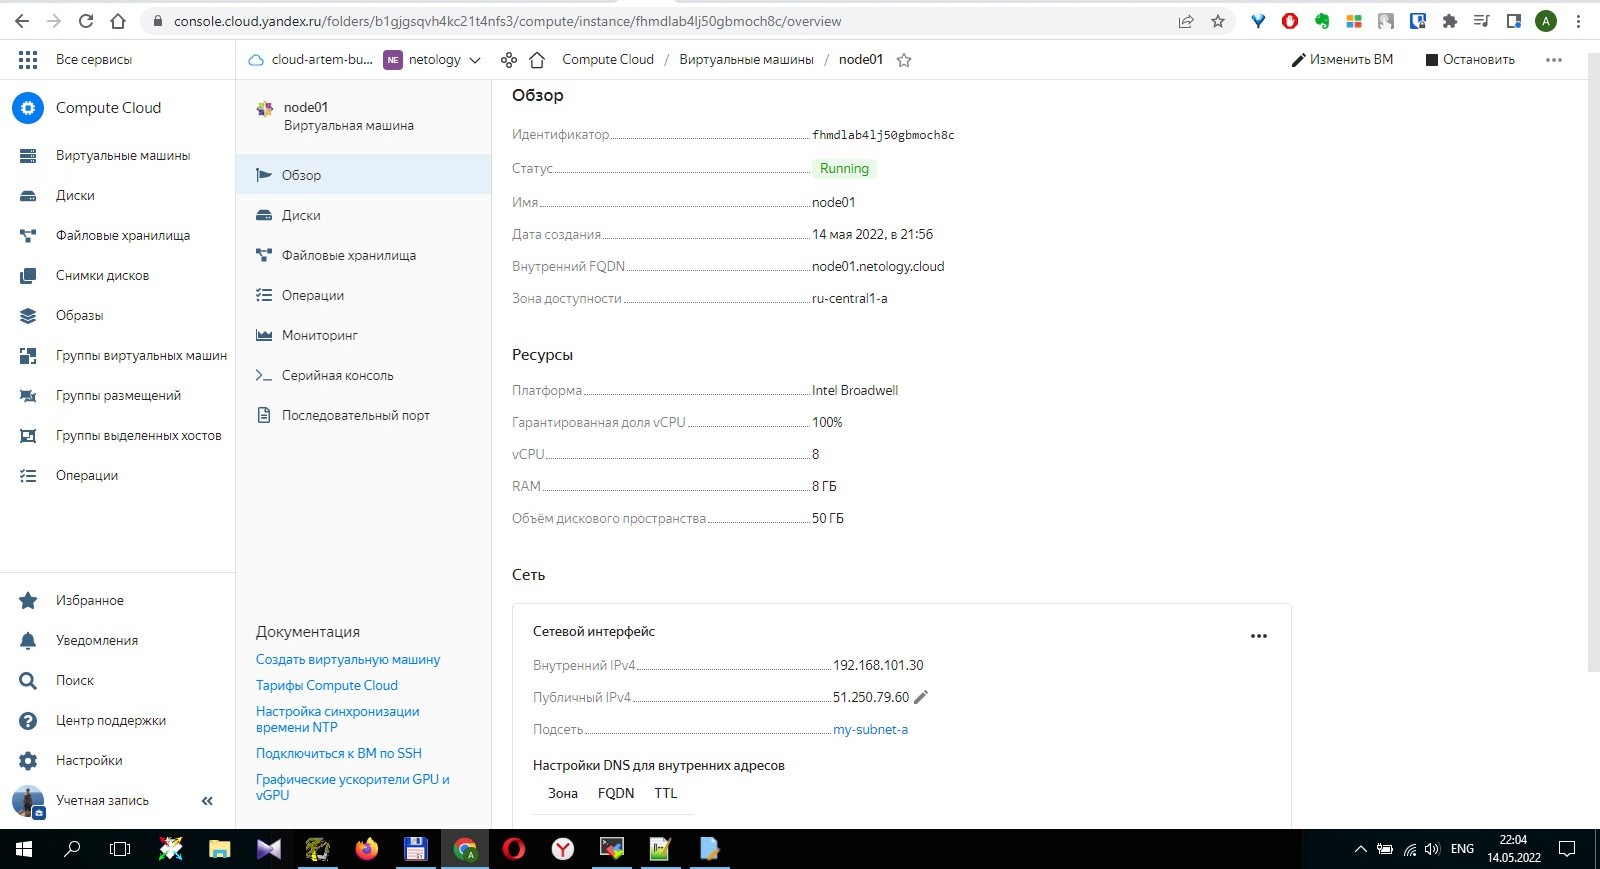 console.cloud.yandex.ru/folders/b1gjgsqvh4kc21t4nfs3/compute/instance/fhmdlab4lj50gbmoch8c/overview
A
Все сервисы
cloud-artem-bu...
NE
netology
Compute Cloud / Виртуальные машины / node01
Изменить ВМ
Остановить
Compute Cloud
Виртуальные машины
Диски
Файловые хранилища
Снимки дисков
Образы
Группы виртуальных машин
Группы размещений
Группы выделенных хостов
Операции
Избранное
Уведомления
Поиск
Центр поддержки
Настройки
Учетная запись
node01
Виртуальная машина
Обзор
Диски
Файловые хранилища
Операции
Мониторинг
Серийная консоль
Последовательный порт
Документация
Создать виртуальную машину
Тарифы Compute Cloud
Настройка синхронизации
времени NTP
Подключиться к ВМ по SSH
Графические ускорители GPU и
vGPU
Обзор
Идентификатор fhmdlab4lj50gbmoch8c
Статус Running
Имя node01
Дата создания 14 мая 2022, в 21:56
Внутренний FQDN node01.netology.cloud
Зона доступности ru-central1-a
Ресурсы
Платформа Intel Broadwell
Гарантированная доля vCPU 100%
vCPU 8
RAM 8 ГБ
Объём дискового пространства 50 ГБ
Сеть
Сетевой интерфейс
Внутренний IPv4 192.168.101.30
Публичный IPv4 51.250.79.60
Подсеть my-subnet-a
Настройки DNS для внутренних адресов
Зона FQDN TTL
ENG
22:04
14.05.2022